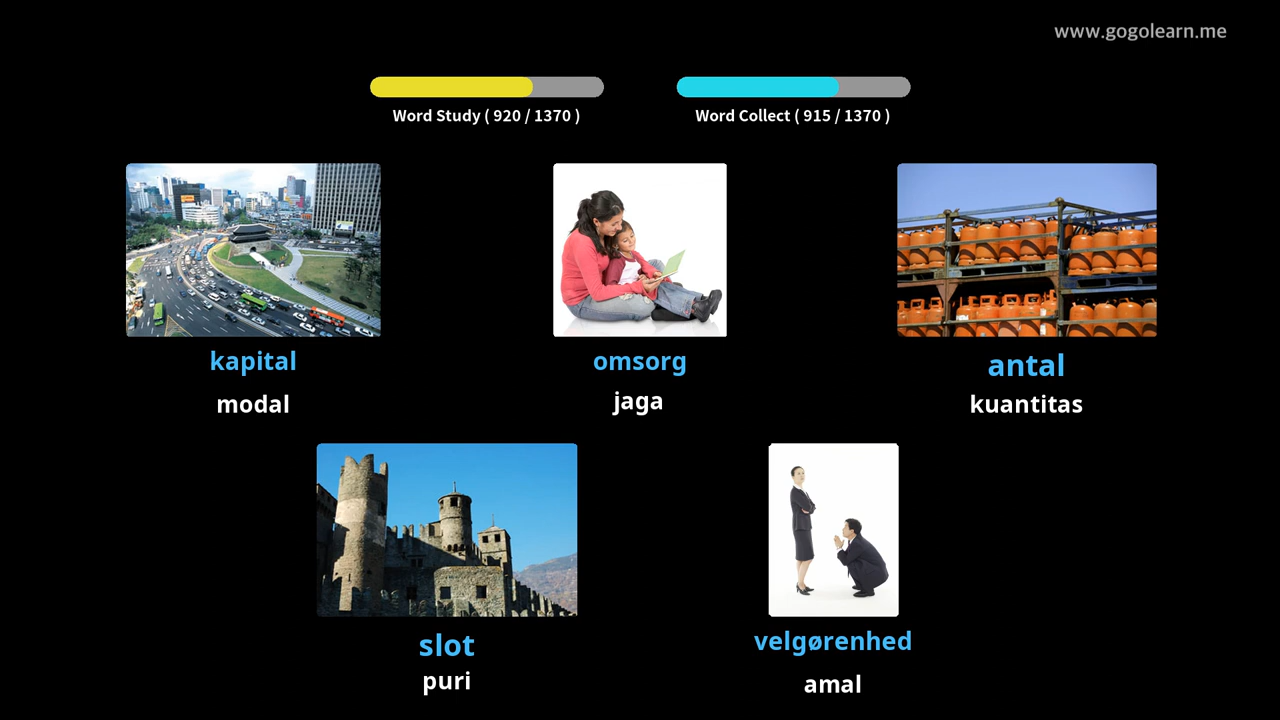 www.gogolearn.me
Word Study ( 920 / 1370 )
Word Collect ( 915 / 1370 )
kapital
modal
omsorg
jaga
antal
kuantitas
slot
puri
velgørenhed
amal